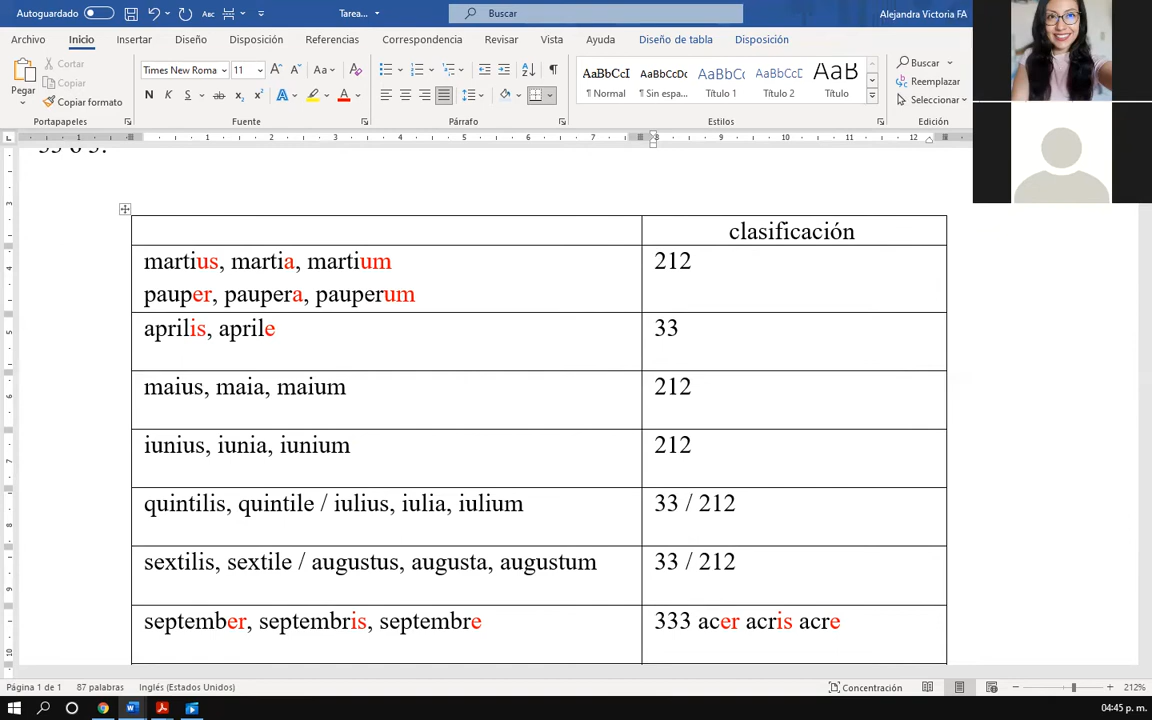 Autoguardado
Tarea...
Buscar
Alejandra Victoria FA
Archivo Inicio Insertar Diseño Disposición Referencias Correspondencia Revisar Vista Ayuda Diseño de tabla Disposición
Pegar
Cortar
Copiar
Copiar formato
Portapapeles
Times New Roma 11
Fuente
Párrafo
AaBbCcI AaBbCcDc AaBbCc AaBbCcD AaB
¶ Normal ¶ Sin espa... Título 1 Título 2 Título
Estilos
Buscar
Reemplazar
Seleccionar
Edición
clasificación
martius, martia, martium
pauper, paupera, pauperum
212
aprilis, aprile
33
maius, maia, maium
212
iunius, iunia, iunium
212
quintilis, quintile / iulius, iulia, iulium
33 / 212
sextilis, sextile / augustus, augusta, augustum
33 / 212
september, septembris, septembre
333 acer acris acre
Página 1 de 1 87 palabras Inglés (Estados Unidos)
Concentración
212%
04:45 p. m.